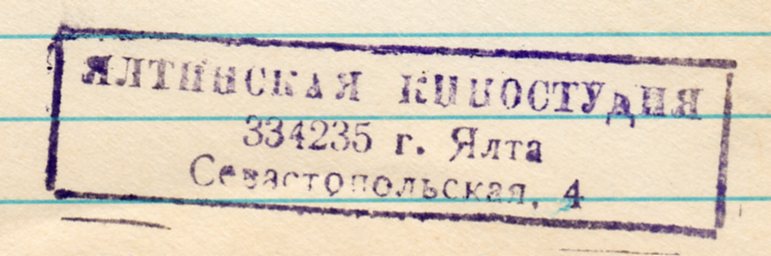 ЯЛТИНСКАЯ КИНОСТУДИЯ
334235 г. Ялта
Севастопольская, 4